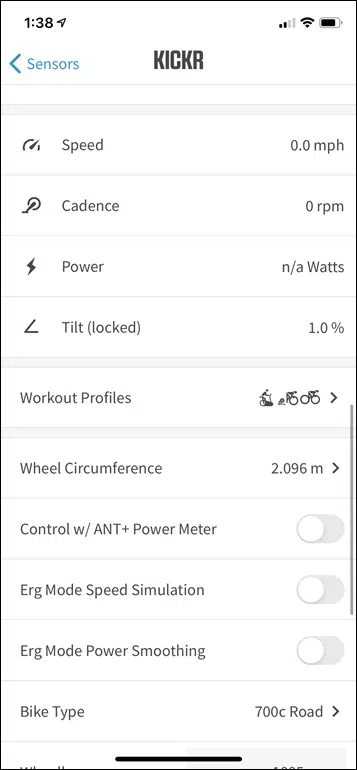 1:38
Sensors KICKR
Speed 0.0 mph
Cadence 0 rpm
Power n/a Watts
Tilt (locked) 1.0 %
Workout Profiles
Wheel Circumference 2.096 m
Control w/ ANT+ Power Meter
Erg Mode Speed Simulation
Erg Mode Power Smoothing
Bike Type 700c Road